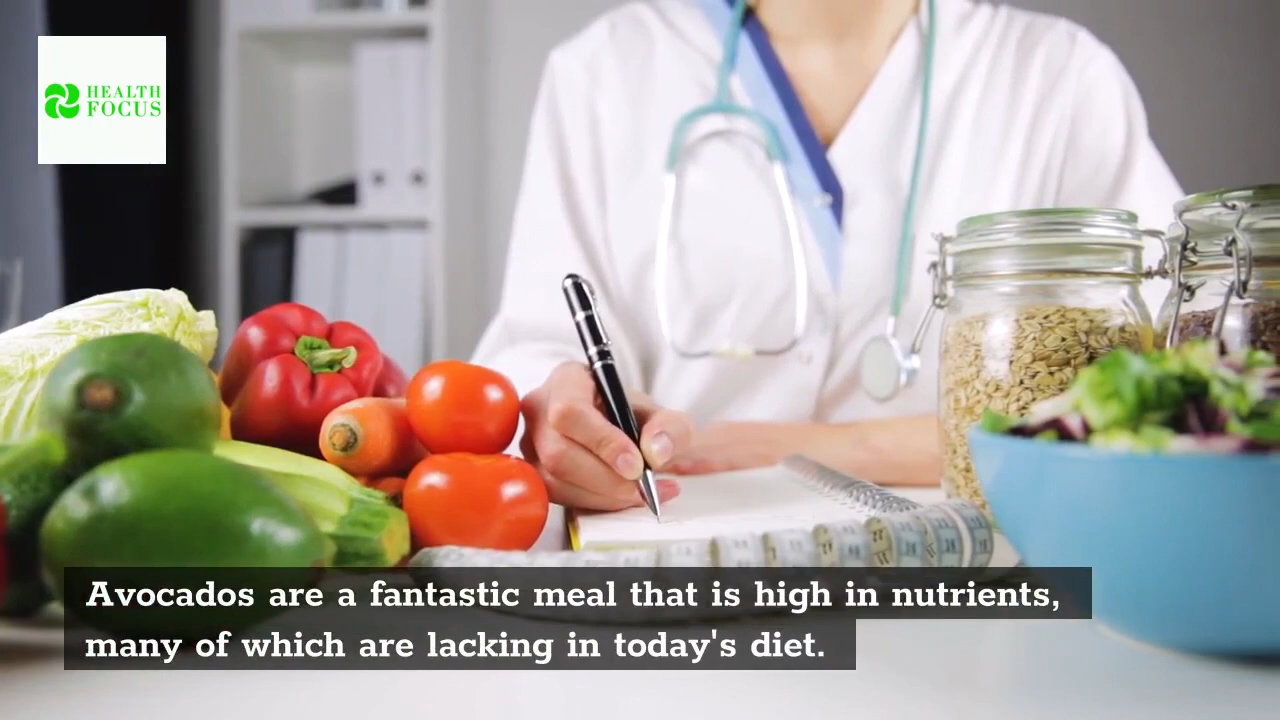 HEALTH
FOCUS
Avocados are a fantastic meal that is high in nutrients,
many of which are lacking in today's diet.